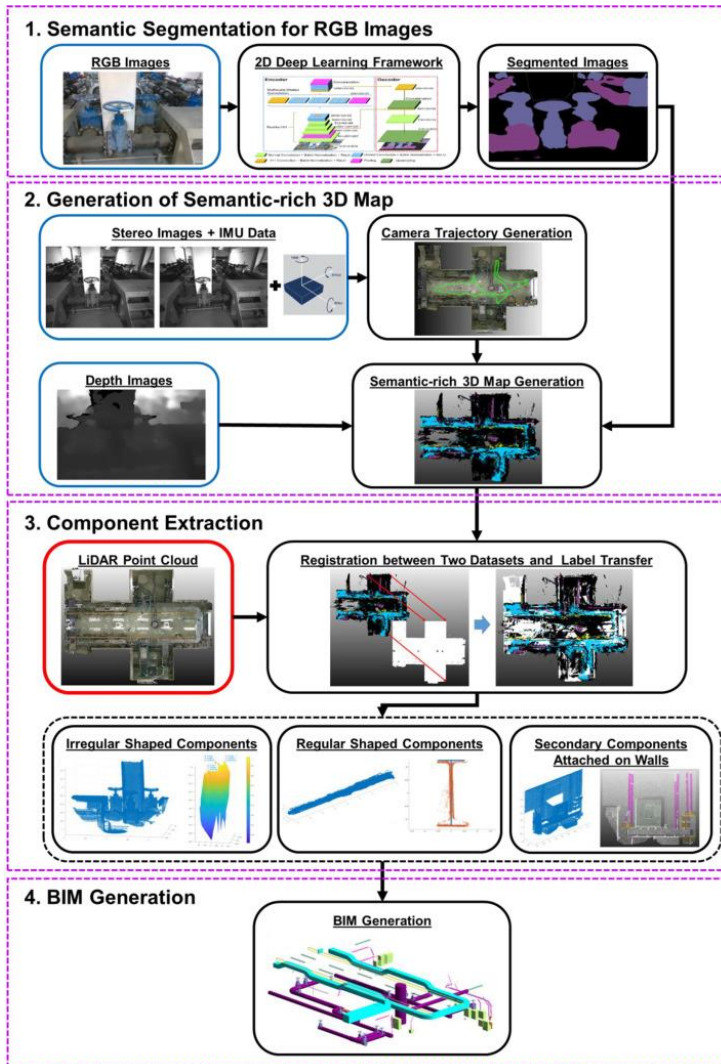 1. Semantic Segmentation for RGB Images
RGB Images
2D Deep Learning Framework
Segmented Images
Encoder
Decoder
2. Generation of Semantic-rich 3D Map
Stereo Images + IMU Data
Camera Trajectory Generation
+
Depth Images
Semantic-rich 3D Map Generation
3. Component Extraction
LiDAR Point Cloud
Registration between Two Datasets and Label Transfer
Irregular Shaped Components
Regular Shaped Components
Secondary Components
Attached on Walls
4. BIM Generation
BIM Generation